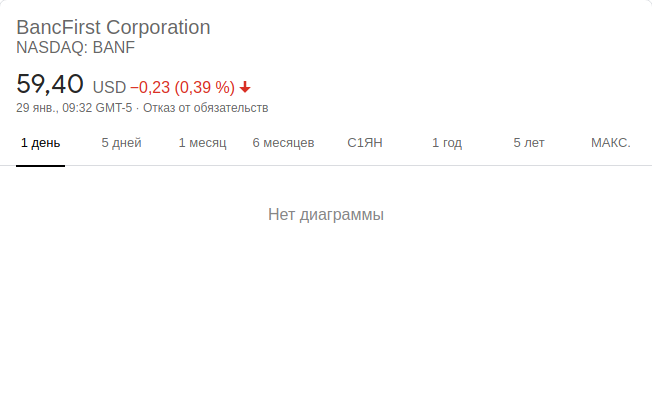 BancFirst Corporation
NASDAQ: BANF
59,40 USD −0,23 (0,39 %)
29 янв., 09:32 GMT-5 · Отказ от обязательств
1 день 5 дней 1 месяц 6 месяцев С1ЯН 1 год 5 лет МАКС.
Нет диаграммы